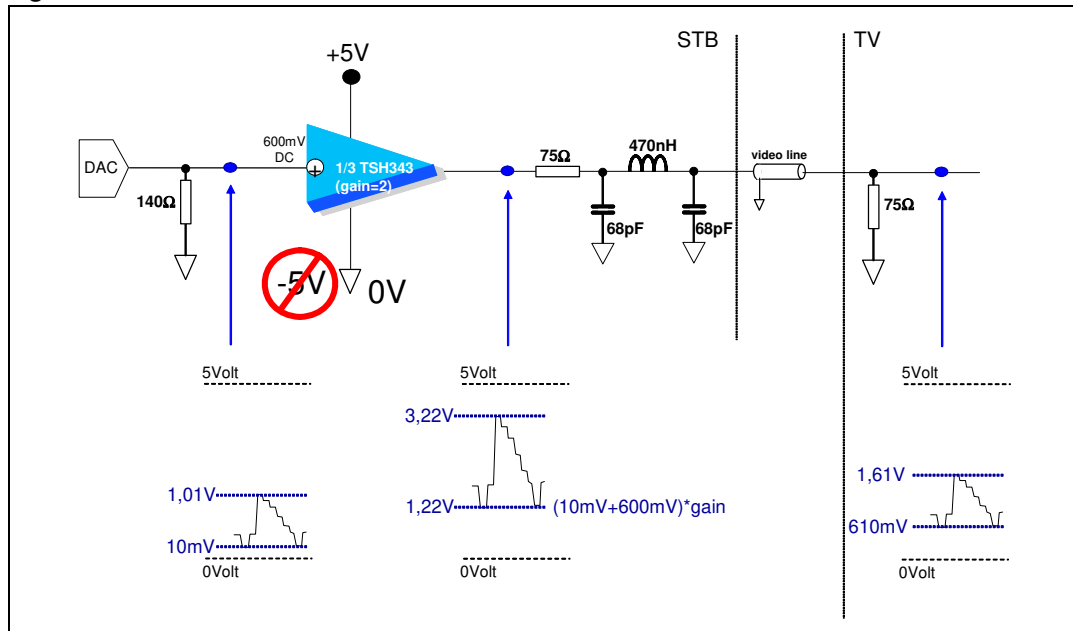 STB
TV
+5V
DAC
600mV
DC
+
1/3 TSH343
(gain=2)
140Ω
-5V
0V
75Ω
470nH
68pF
68pF
video line
75Ω
5Volt
1,01V
10mV
0Volt
5Volt
3,22V
1,22V
(10mV+600mV)*gain
0Volt
5Volt
1,61V
610mV
0Volt